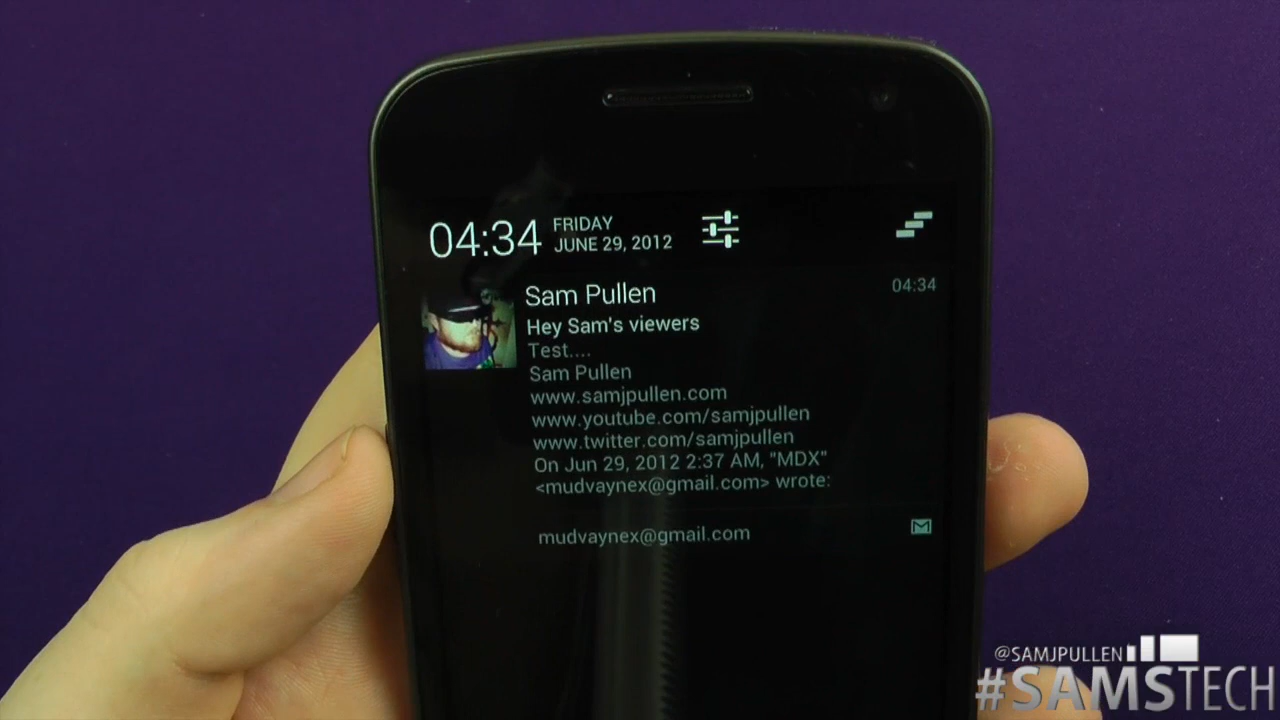 04:34
FRIDAY
JUNE 29, 2012
Sam Pullen
04:34
Hey Sam's viewers
Test....
Sam Pullen
www.samjpullen.com
www.youtube.com/samjpullen
www.twitter.com/samjpullen
On Jun 29, 2012 2:37 AM, "MDX"
<mudvaynex@gmail.com> wrote:
mudvaynex@gmail.com
@SAMJPULLEN
#SAMSTECH